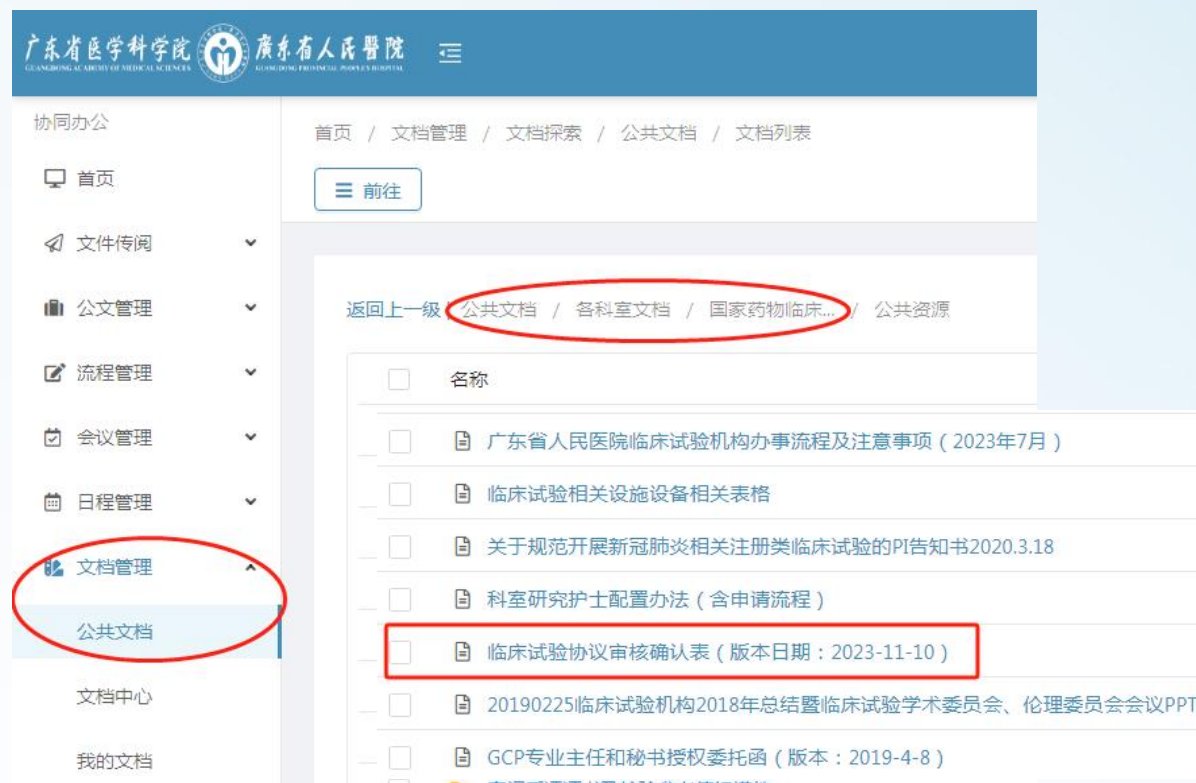 广东省医学科学院 廣东省人民醫院
GUANGDONG ACADEMY OF MEDICAL SCIENCES GUANGDONG PROVINCIAL PEOPLE'S HOSPITAL
协同办公
首页
文件传阅
公文管理
流程管理
会议管理
日程管理
文档管理
公共文档
文档中心
我的文档
首页 / 文档管理 / 文档探索 / 公共文档 / 文档列表
前往
返回上一级 公共文档 / 各科室文档 / 国家药物临床... / 公共资源
名称
广东省人民医院临床试验机构办事流程及注意事项（2023年7月）
临床试验相关设施设备相关表格
关于规范开展新冠肺炎相关注册类临床试验的PI告知书2020.3.18
科室研究护士配置办法（含申请流程）
临床试验协议审核确认表（版本日期：2023-11-10）
20190225临床试验机构2018年总结暨临床试验学术委员会、伦理委员会会议PPT
GCP专业主任和秘书授权委托函（版本：2019-4-8）